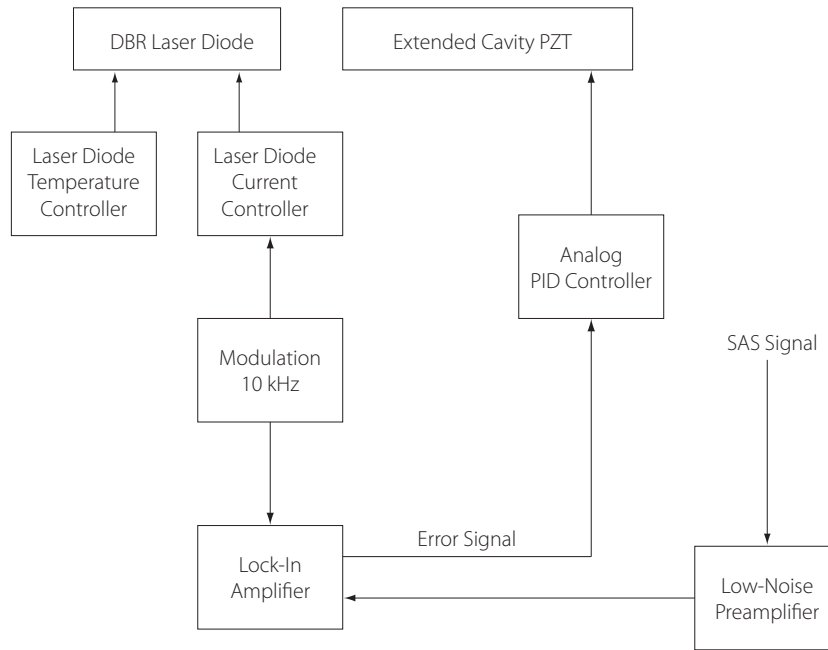 DBR Laser Diode
Extended Cavity PZT
Laser Diode
Temperature
Controller
Laser Diode
Current
Controller
Analog
PID Controller
Modulation
10 kHz
SAS Signal
Lock-In
Amplifier
Error Signal
Low-Noise
Preamplifier